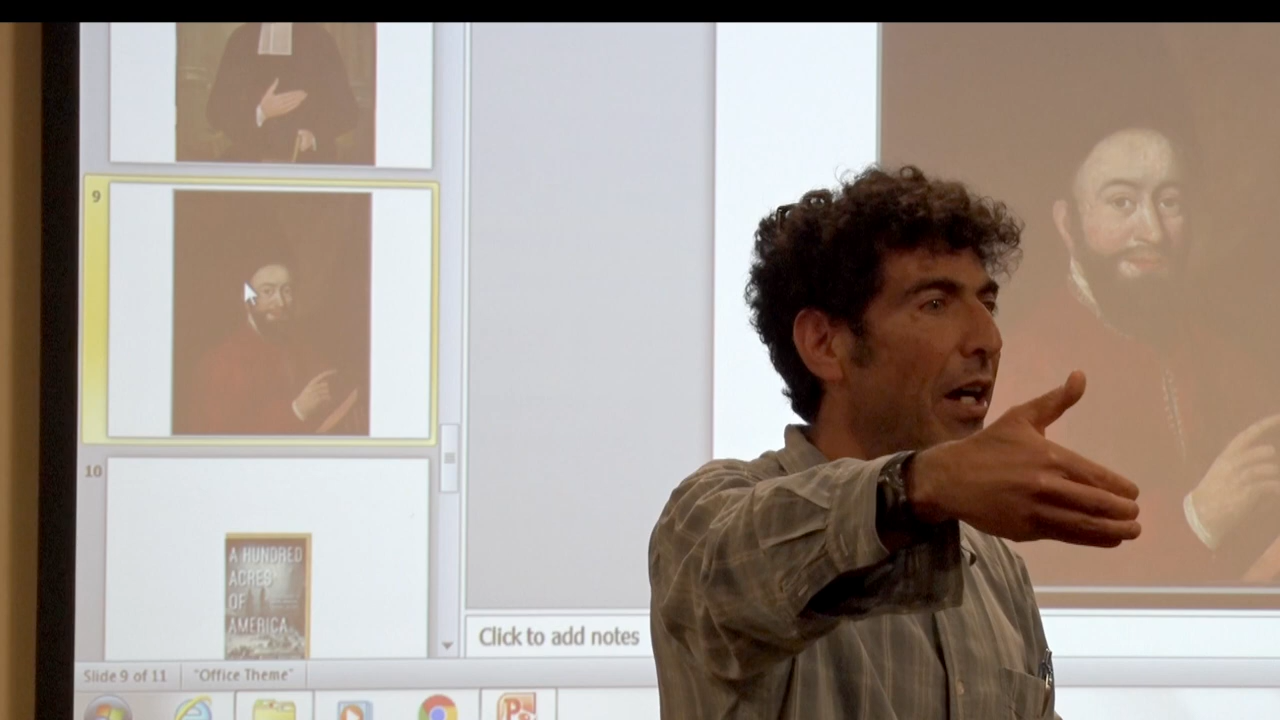 9
10
A HUNDRED
ACRES
OF
AMERICA
Click to add notes
Slide 9 of 11
"Office Theme"